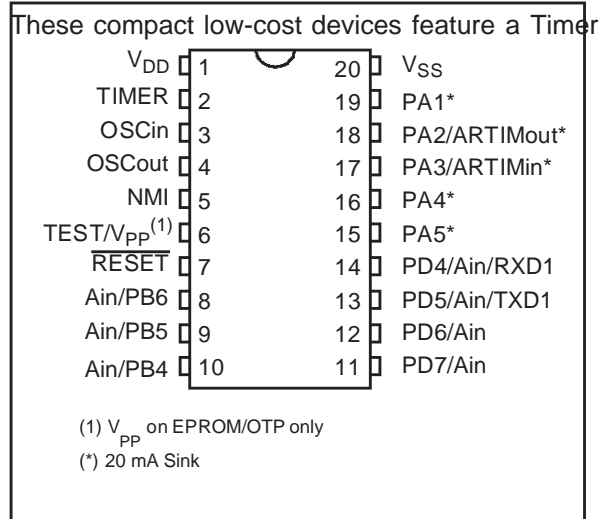 These compact low-cost devices feature a Timer
VDD 1 20 VSS
TIMER 2 19 PA1*
OSCin 3 18 PA2/ARTIMout*
OSCout 4 17 PA3/ARTIMin*
NMI 5 16 PA4*
TEST/VPP(1) 6 15 PA5*
RESET 7 14 PD4/Ain/RXD1
Ain/PB6 8 13 PD5/Ain/TXD1
Ain/PB5 9 12 PD6/Ain
Ain/PB4 10 11 PD7/Ain
(1) VPP on EPROM/OTP only
(*) 20 mA Sink